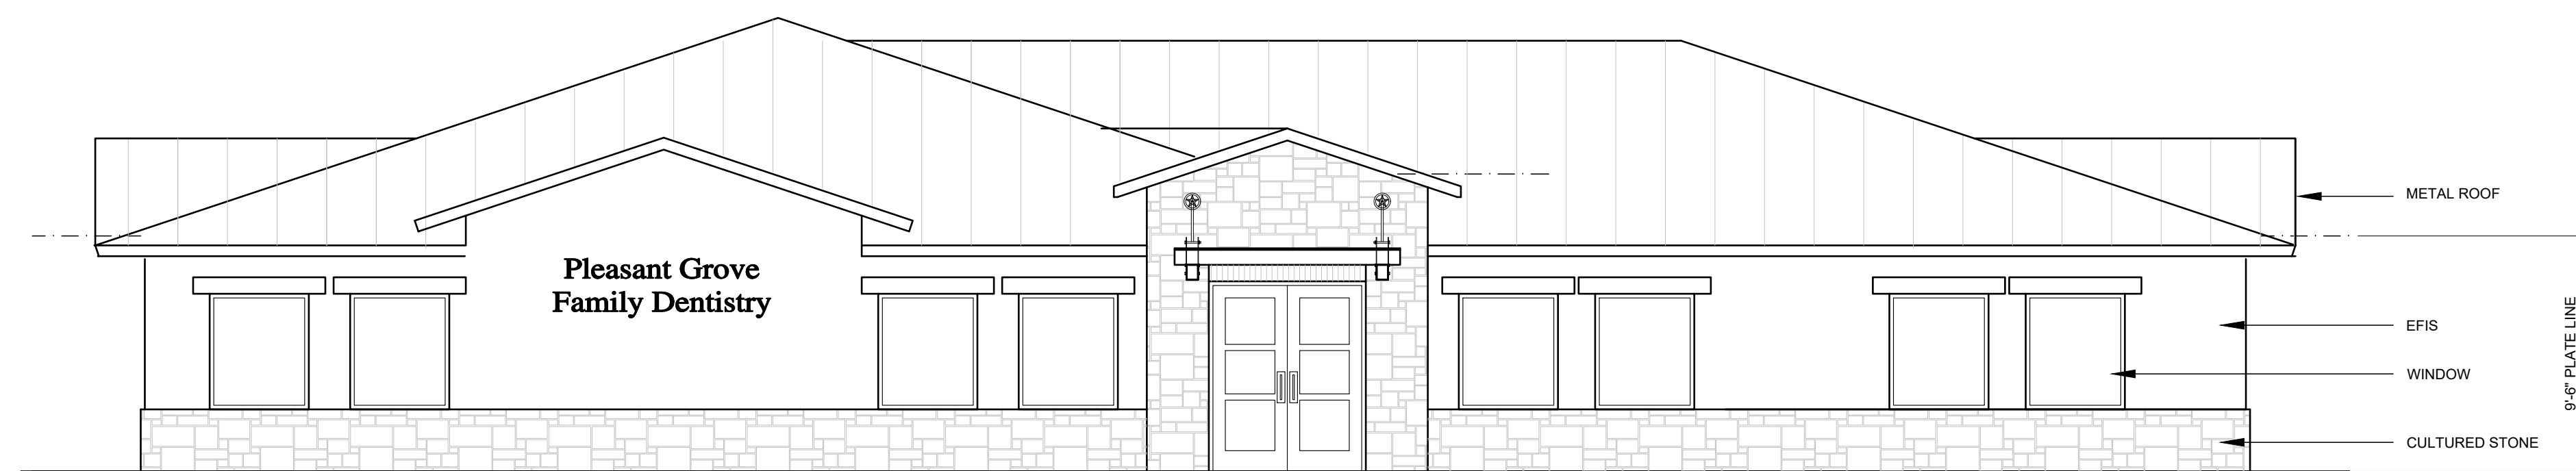 Pleasant Grove
Family Dentistry
METAL ROOF
EFIS
WINDOW
9'-6" PLATE LINE
CULTURED STONE